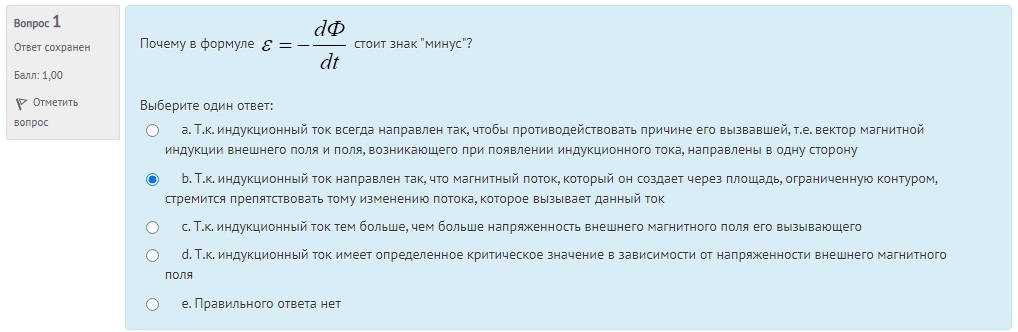 Вопрос 1
Ответ сохранен
Балл: 1,00
Отметить
вопрос
Почему в формуле ε = − dФ/dt стоит знак "минус"?
Выберите один ответ:
a. Т.к. индукционный ток всегда направлен так, чтобы противодействовать причине его вызвавшей, т.е. вектор магнитной
индукции внешнего поля и поля, возникающего при появлении индукционного тока, направлены в одну сторону
b. Т.к. индукционный ток направлен так, что магнитный поток, который он создает через площадь, ограниченную контуром,
стремится препятствовать тому изменению потока, которое вызывает данный ток
c. Т.к. индукционный ток тем больше, чем больше напряженность внешнего магнитного поля его вызывающего
d. Т.к. индукционный ток имеет определенное критическое значение в зависимости от напряженности внешнего магнитного
поля
e. Правильного ответа нет